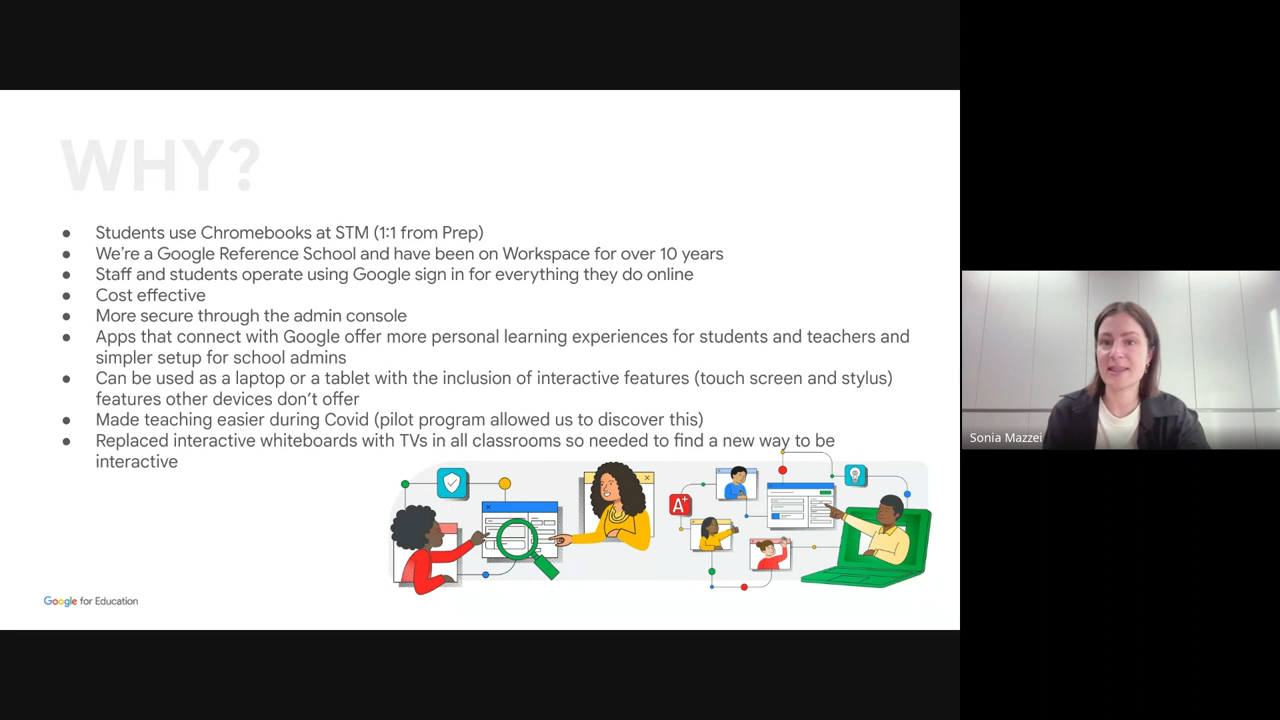 WHY?
● Students use Chromebooks at STM (1:1 from Prep)
● We're a Google Reference School and have been on Workspace for over 10 years
● Staff and students operate using Google sign in for everything they do online
● Cost effective
● More secure through the admin console
● Apps that connect with Google offer more personal learning experiences for students and teachers and
simpler setup for school admins
● Can be used as a laptop or a tablet with the inclusion of interactive features (touch screen and stylus)
features other devices don't offer
● Made teaching easier during Covid (pilot program allowed us to discover this)
● Replaced interactive whiteboards with TVs in all classrooms so needed to find a new way to be
interactive
A+
Google for Education
Sonia Mazzei